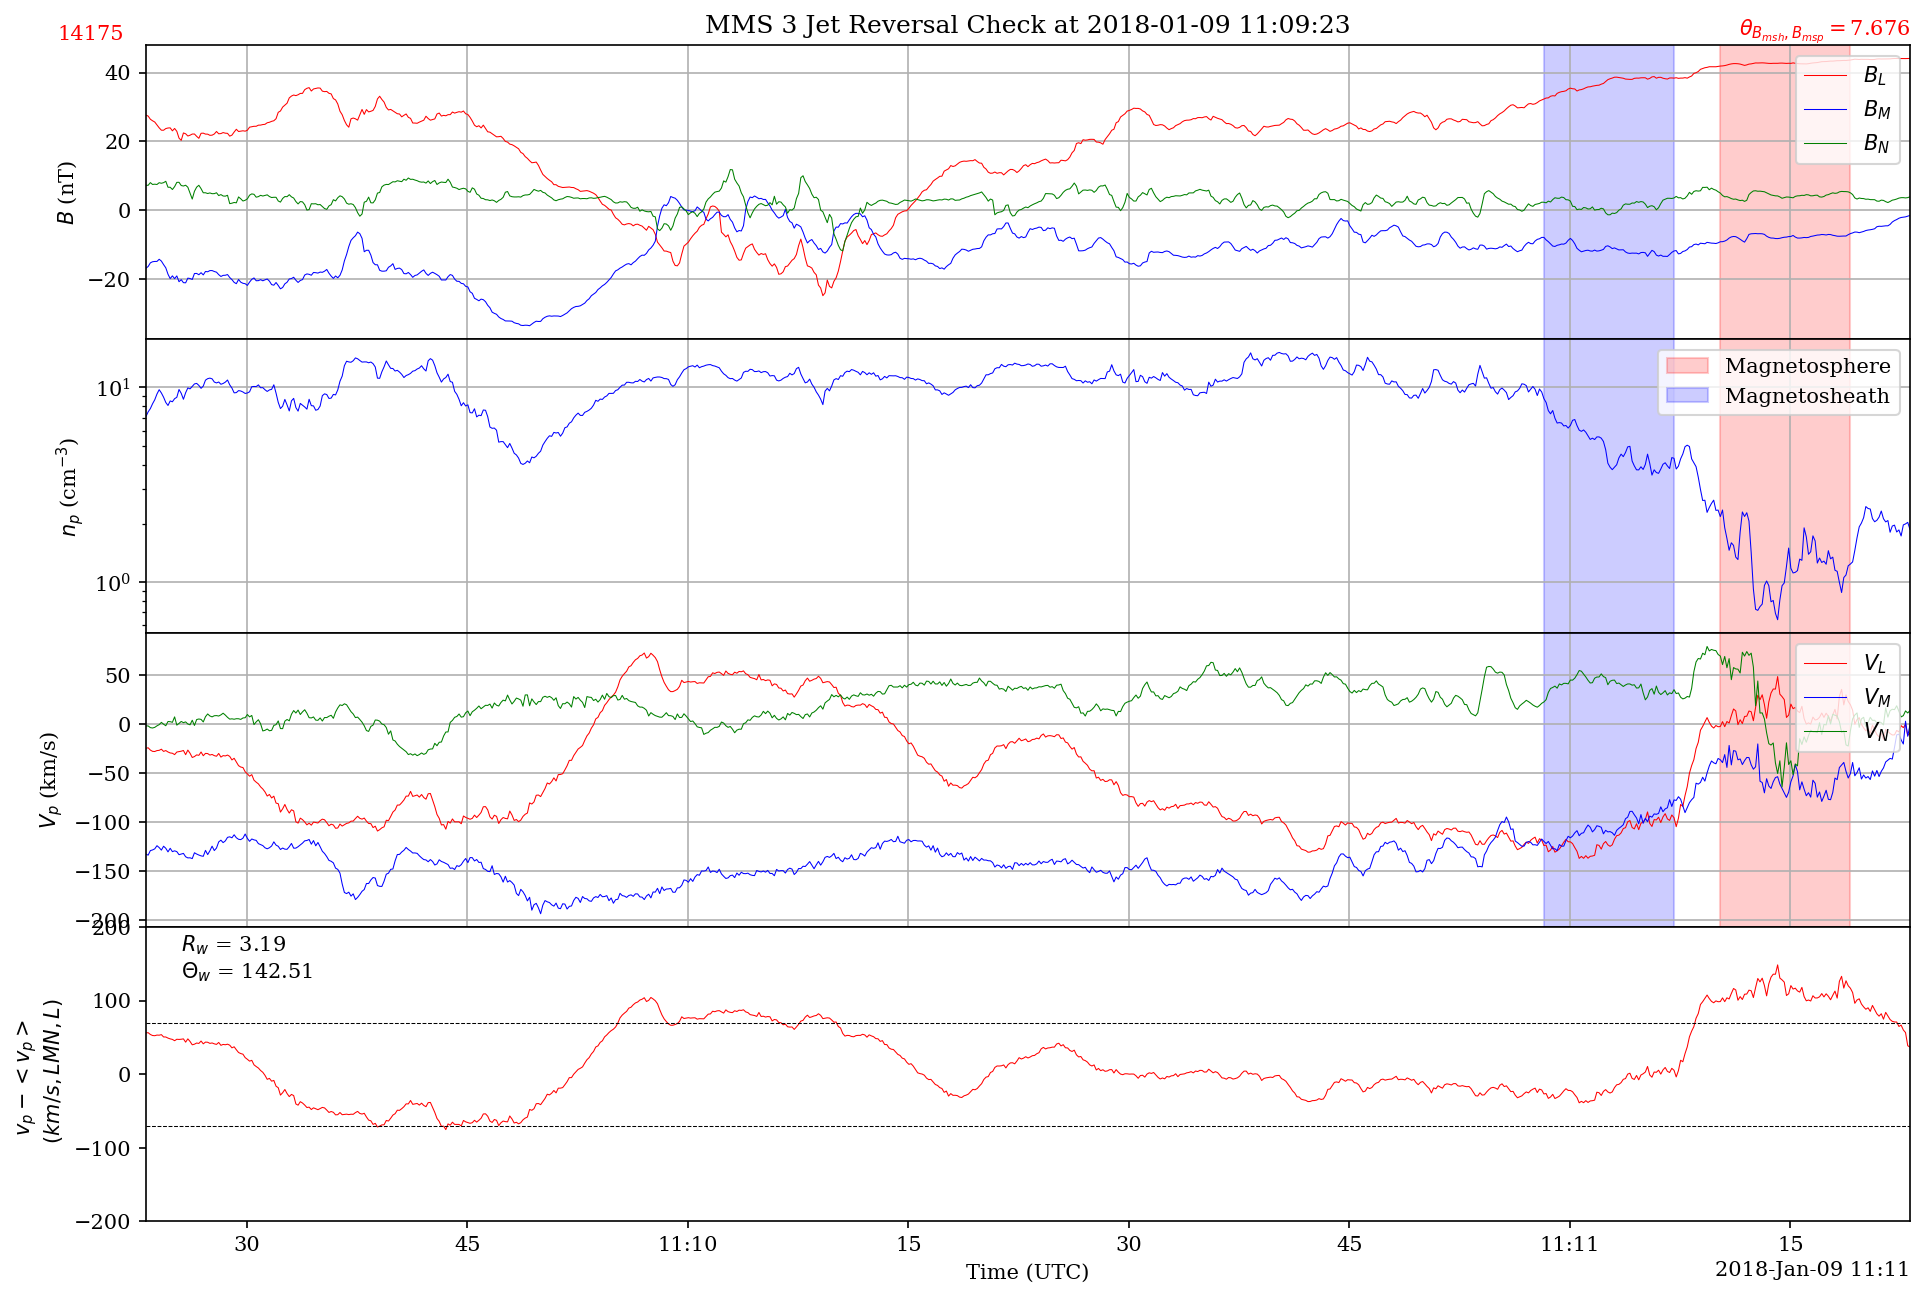 MMS 3 Jet Reversal Check at 2018-01-09 11:09:23
14175
θ_{B_{msh}, B_{msp}} = 7.676
40
20
0
−20
B (nT)
B_L
B_M
B_N
10^1
10^0
n_p (cm^{−3})
Magnetosphere
Magnetosheath
50
0
−50
−100
−150
−200
V_p (km/s)
V_L
V_M
V_N
200
100
0
−100
−200
v_p − < v_p >
(km/s, LMN, L)
R_w = 3.19
Θ_w = 142.51
30 45 11:10 15 30 45 11:11 15
Time (UTC)
2018-Jan-09 11:11